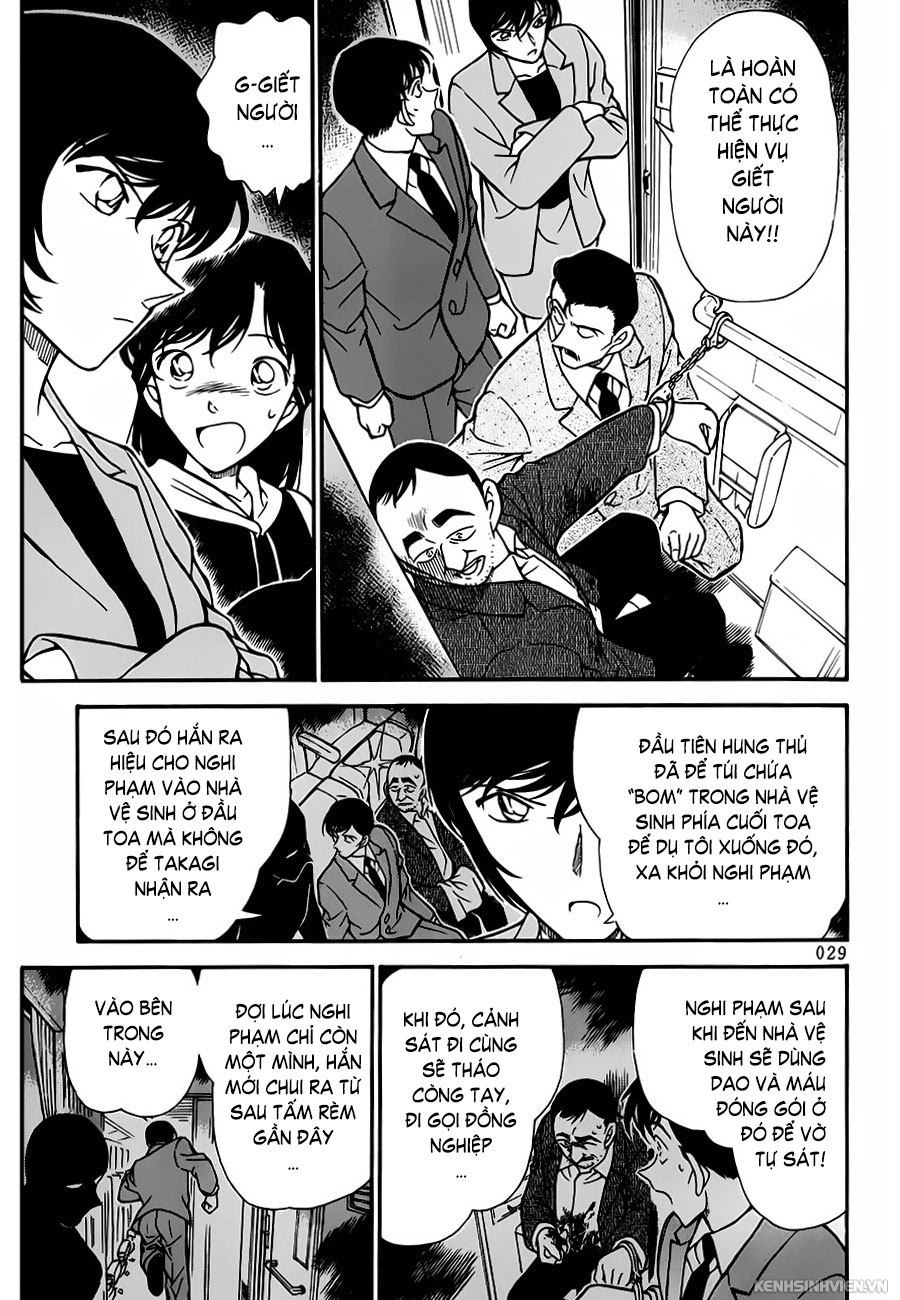 LÀ HOÀN
TOÀN CÓ
THỂ THỰC
HIỆN VỤ
GIẾT
NGƯỜI
NÀY!!
G-GIẾT
NGƯỜI
...
ĐẦU TIÊN HUNG THỦ
ĐÃ ĐỂ TÚI CHỨA
“BOM” TRONG NHÀ VỆ
SINH PHÍA CUỐI TOA
ĐỂ DỤ TÔI XUỐNG ĐÓ,
XA KHỎI NGHI PHẠM
...
SAU ĐÓ HẮN RA
HIỆU CHO NGHI
PHẠM VÀO NHÀ
VỆ SINH Ở ĐẦU
TOA MÀ KHÔNG
ĐỂ TAKAGI
NHẬN RA
...
029
NGHI PHẠM SAU
KHI ĐẾN NHÀ VỆ
SINH SẼ DÙNG
DAO VÀ MÁU
ĐÓNG GÓI Ở
ĐÓ ĐỂ VỜ
TỰ SÁT!
KHI ĐÓ, CẢNH
SÁT ĐI CÙNG
SẼ THÁO
CÒNG TAY,
ĐI GỌI ĐỒNG
NGHIỆP
...
ĐỢI LÚC NGHI
PHẠM CHỈ CÒN
MỘT MÌNH, HẮN
MỚI CHUI RA TỪ
SAU TẤM RÈM
GẦN ĐÂY
...
VÀO BÊN
TRONG
NÀY...
KENHSINHVIEN.VN